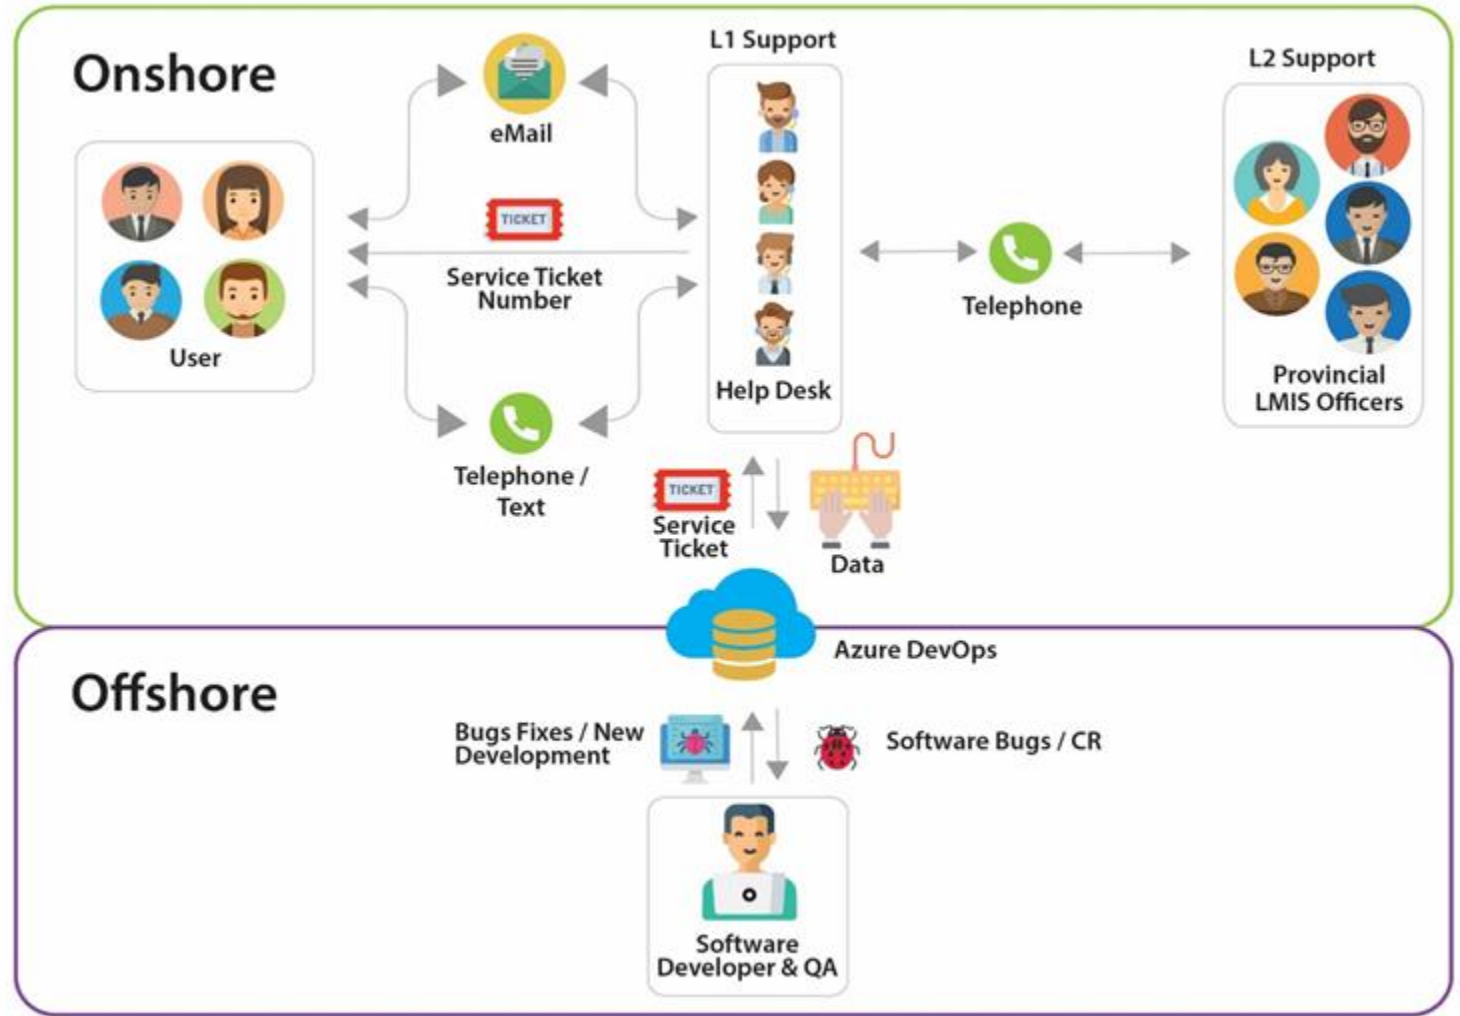 Onshore
eMail
L1 Support
L2 Support
TICKET
Service Ticket
Number
User
Telephone /
Text
Help Desk
Telephone
Provincial
LMIS Officers
TICKET
Service
Ticket
Data
Azure DevOps
Offshore
Bugs Fixes / New
Development
Software Bugs / CR
Software
Developer & QA